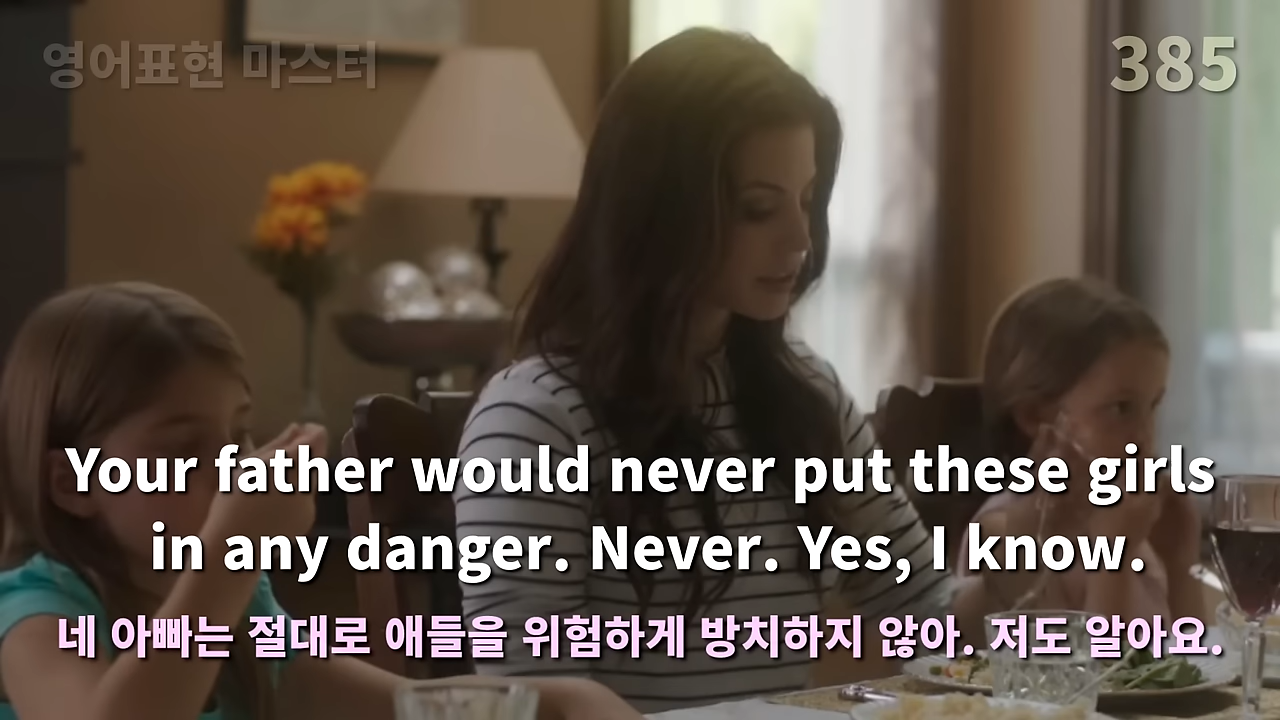 영어표현 마스터
385
Your father would never put these girls
in any danger. Never. Yes, I know.
네 아빠는 절대로 애들을 위험하게 방치하지 않아. 저도 알아요.